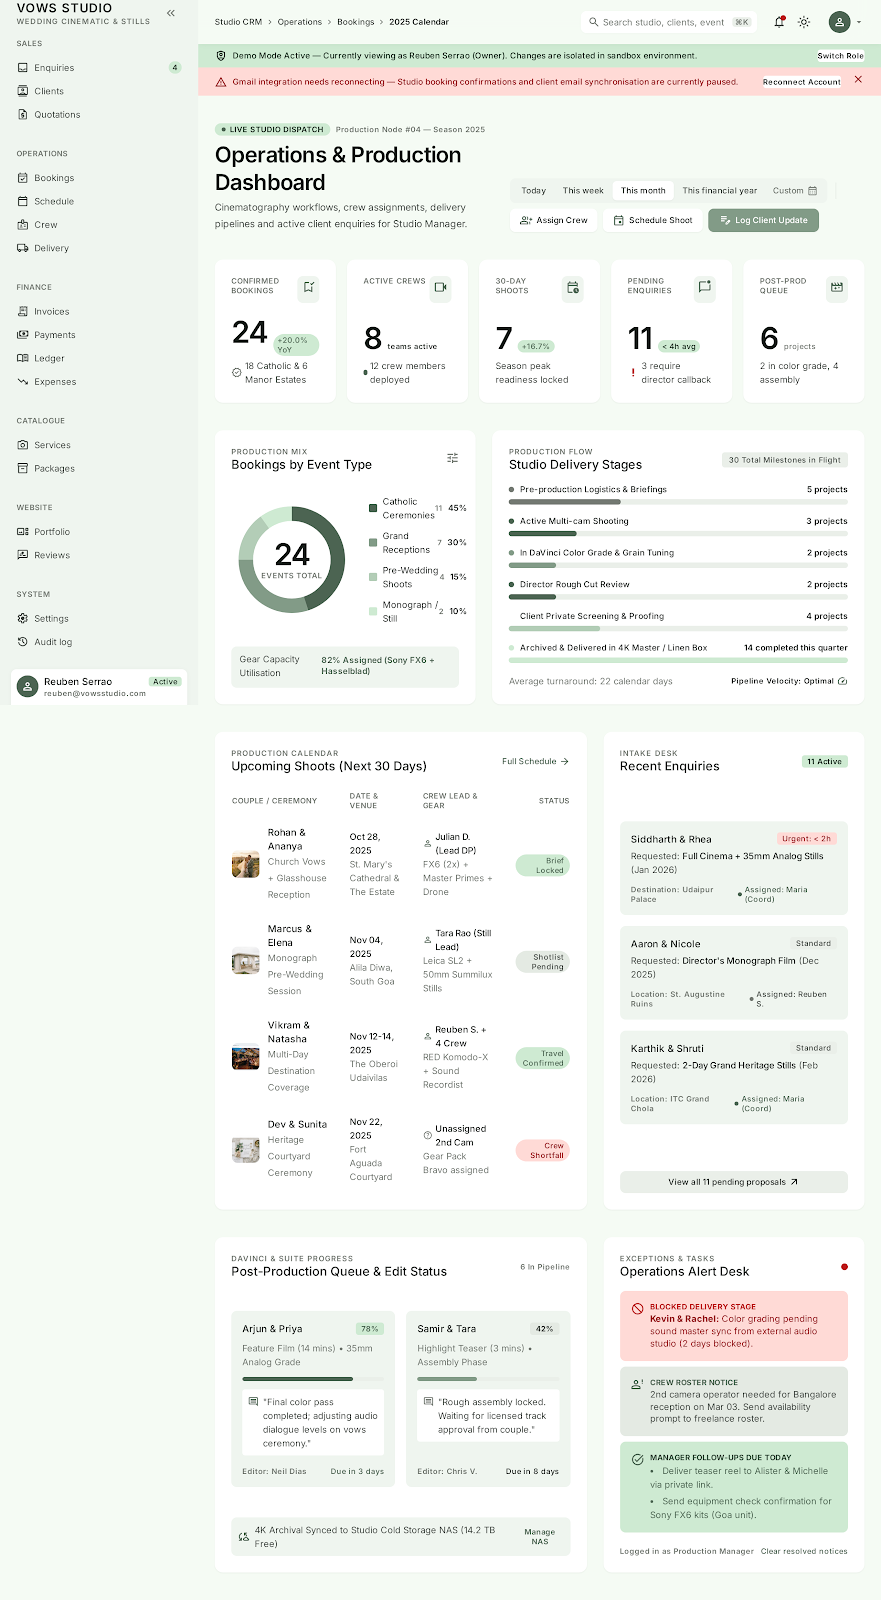 VOWS STUDIO
WEDDING CINEMATIC & STILLS
SALES
Enquiries 4
Clients
Quotations
OPERATIONS
Bookings
Schedule
Crew
Delivery
FINANCE
Invoices
Payments
Ledger
Expenses
CATALOGUE
Services
Packages
WEBSITE
Portfolio
Reviews
SYSTEM
Settings
Audit log
Reuben Serrao Active
reuben@vowsstudio.com
Studio CRM > Operations > Bookings > 2025 Calendar
Search studio, clients, event ⌘K
Demo Mode Active — Currently viewing as Reuben Serrao (Owner). Changes are isolated in sandbox environment. Switch Role
Gmail integration needs reconnecting — Studio booking confirmations and client email synchronisation are currently paused. Reconnect Account
LIVE STUDIO DISPATCH Production Node #04 — Season 2025
Operations & Production
Dashboard
Cinematography workflows, crew assignments, delivery
pipelines and active client enquiries for Studio Manager.
Today This week This month This financial year Custom
Assign Crew Schedule Shoot Log Client Update
CONFIRMED
BOOKINGS
24 +20.0%
YoY
18 Catholic & 6
Manor Estates
ACTIVE CREWS
8 teams active
12 crew members
deployed
30-DAY
SHOOTS
7 +16.7%
Season peak
readiness locked
PENDING
ENQUIRIES
11 < 4h avg
3 require
director callback
POST-PROD
QUEUE
6 projects
2 in color grade, 4
assembly
PRODUCTION MIX
Bookings by Event Type
24
EVENTS TOTAL
Catholic
Ceremonies 11 45%
Grand
Receptions 7 30%
Pre-Wedding
Shoots 4 15%
Monograph /
Still 2 10%
Gear Capacity
Utilisation
82% Assigned (Sony FX6 +
Hasselblad)
PRODUCTION FLOW
Studio Delivery Stages
30 Total Milestones in Flight
Pre-production Logistics & Briefings 5 projects
Active Multi-cam Shooting 3 projects
In DaVinci Color Grade & Grain Tuning 2 projects
Director Rough Cut Review 2 projects
Client Private Screening & Proofing 4 projects
Archived & Delivered in 4K Master / Linen Box 14 completed this quarter
Average turnaround: 22 calendar days Pipeline Velocity: Optimal
PRODUCTION CALENDAR
Upcoming Shoots (Next 30 Days)
Full Schedule →
COUPLE / CEREMONY
DATE &
VENUE
CREW LEAD &
GEAR
STATUS
Rohan &
Ananya
Church Vows
+ Glasshouse
Reception
Oct 28,
2025
St. Mary's
Cathedral &
The Estate
Julian D.
(Lead DP)
FX6 (2x) +
Master Primes +
Drone
Brief
Locked
Marcus &
Elena
Monograph
Pre-Wedding
Session
Nov 04,
2025
Alila Diwa,
South Goa
Tara Rao (Still
Lead)
Leica SL2 +
50mm Summilux
Stills
Shotlist
Pending
Vikram &
Natasha
Multi-Day
Destination
Coverage
Nov 12-14,
2025
The Oberoi
Udaivilas
Reuben S. +
4 Crew
RED Komodo-X
+ Sound
Recordist
Travel
Confirmed
Dev & Sunita
Heritage
Courtyard
Ceremony
Nov 22,
2025
Fort
Aguada
Courtyard
Unassigned
2nd Cam
Gear Pack
Bravo assigned
Crew
Shortfall
INTAKE DESK
Recent Enquiries
11 Active
Siddharth & Rhea Urgent: < 2h
Requested: Full Cinema + 35mm Analog Stills
(Jan 2026)
Destination: Udaipur
Palace
Assigned: Maria
(Coord)
Aaron & Nicole Standard
Requested: Director's Monograph Film (Dec
2025)
Location: St. Augustine
Ruins
Assigned: Reuben
S.
Karthik & Shruti Standard
Requested: 2-Day Grand Heritage Stills (Feb
2026)
Location: ITC Grand
Chola
Assigned: Maria
(Coord)
View all 11 pending proposals
DAVINCI & SUITE PROGRESS
Post-Production Queue & Edit Status
6 In Pipeline
Arjun & Priya 78%
Feature Film (14 mins) • 35mm
Analog Grade
"Final color pass
completed; adjusting audio
dialogue levels on vows
ceremony."
Editor: Neil Dias Due in 3 days
Samir & Tara 42%
Highlight Teaser (3 mins) •
Assembly Phase
"Rough assembly locked.
Waiting for licensed track
approval from couple."
Editor: Chris V. Due in 8 days
4K Archival Synced to Studio Cold Storage NAS (14.2 TB
Free)
Manage
NAS
EXCEPTIONS & TASKS
Operations Alert Desk
BLOCKED DELIVERY STAGE
Kevin & Rachel: Color grading pending
sound master sync from external audio
studio (2 days blocked).
CREW ROSTER NOTICE
2nd camera operator needed for Bangalore
reception on Mar 03. Send availability
prompt to freelance roster.
MANAGER FOLLOW-UPS DUE TODAY
• Deliver teaser reel to Alister & Michelle
via private link.
• Send equipment check confirmation for
Sony FX6 kits (Goa unit).
Logged in as Production Manager Clear resolved notices